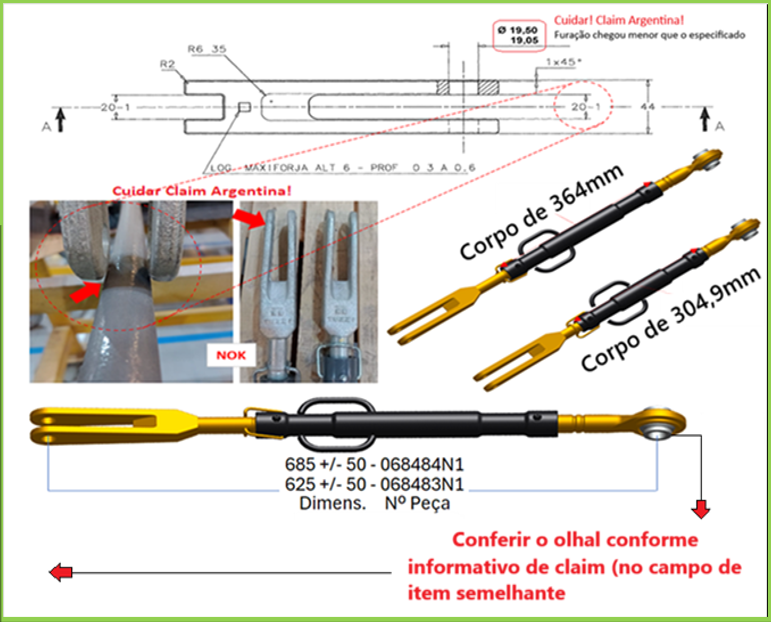 Cuidar! Claim Argentina!
Furação chegou menor que o especificado
Ø 19,50
19,05
R6 35
R2
1x45°
20-1
20-1
44
A
A
LOG- MAXIFORJA ALT 6 - PROF 0 3 A 0,6
Cuidar Claim Argentina!
NOK
Corpo de 364mm
Corpo de 304,9mm
685 +/- 50 - 068484N1
625 +/- 50 - 068483N1
Dimens. Nº Peça
Conferir o olhal conforme
informativo de claim (no campo de
item semelhante